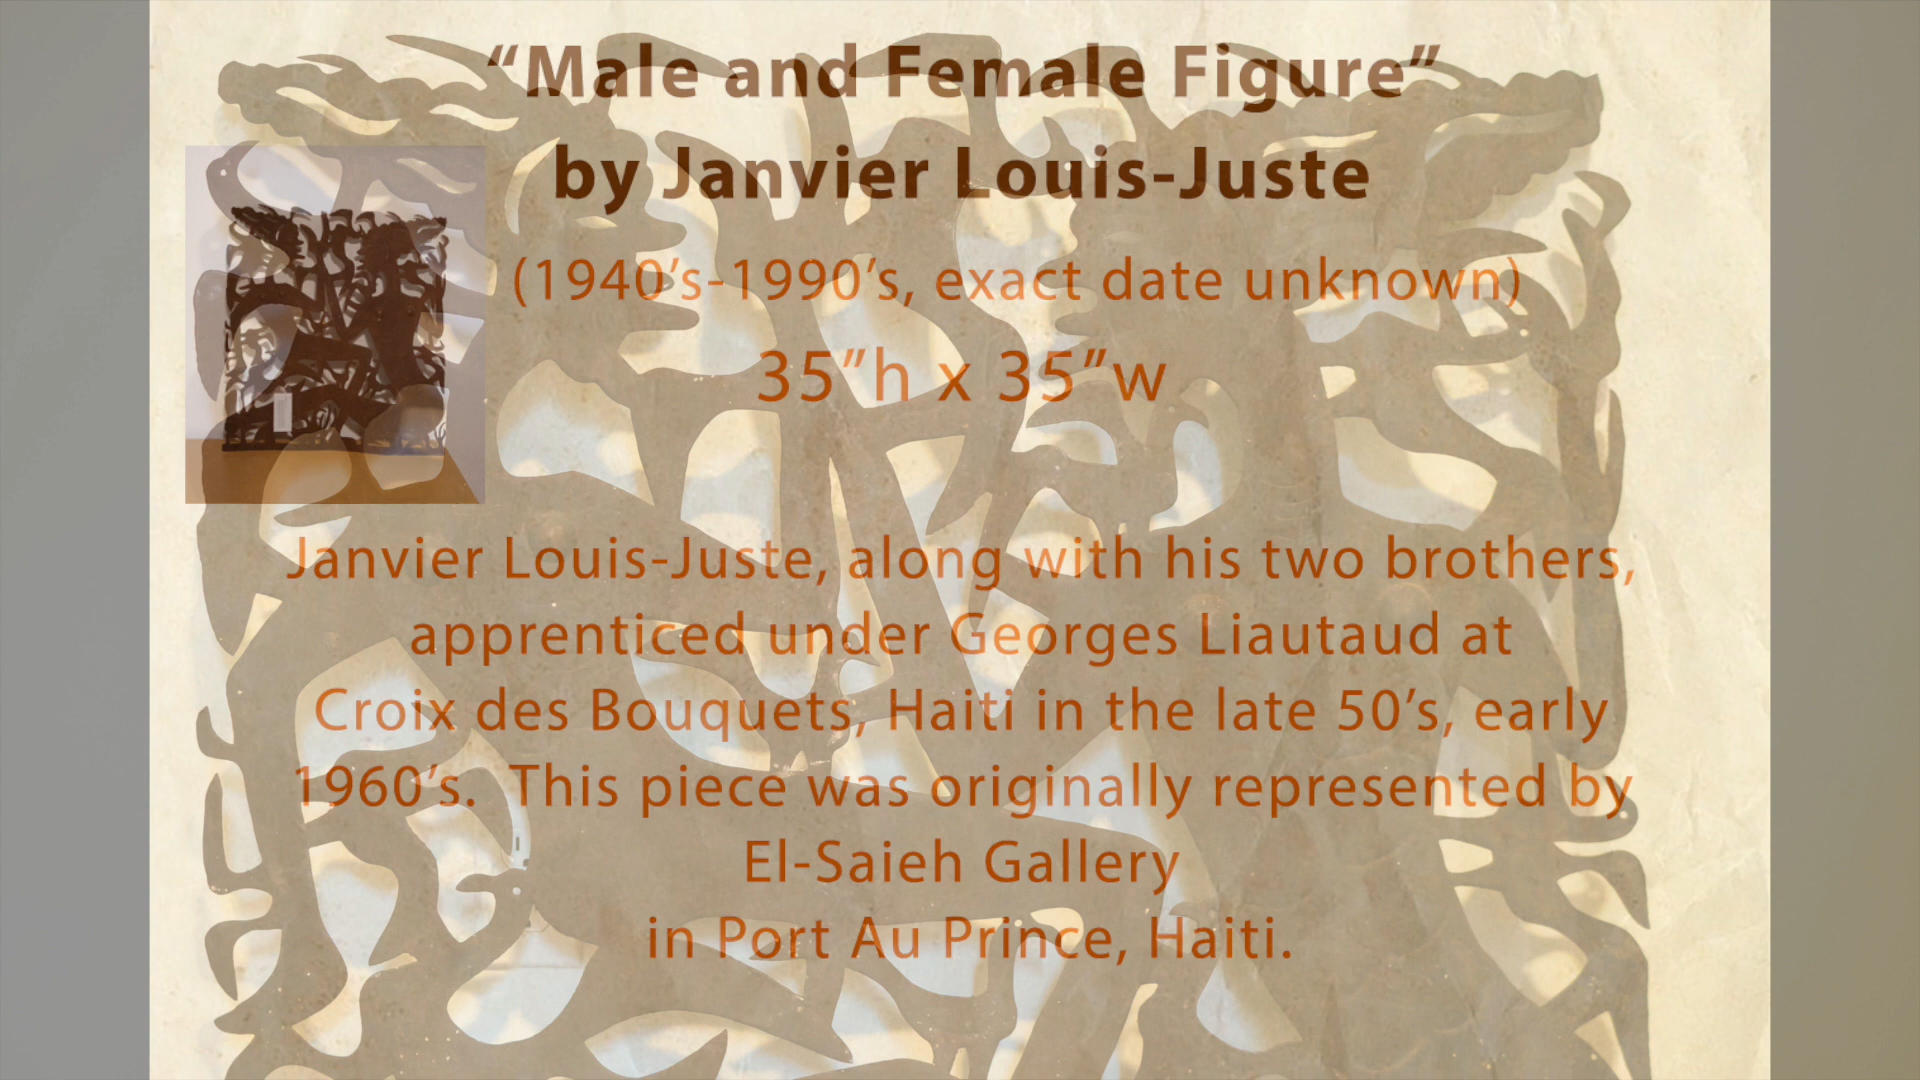 “Male and Female Figure”
by Janvier Louis-Juste
(1940’s-1990’s, exact date unknown)
35”h x 35”w
Janvier Louis-Juste, along with his two brothers,
apprenticed under Georges Liautaud at
Croix des Bouquets, Haiti in the late 50’s, early
1960’s. This piece was originally represented by
El-Saieh Gallery
in Port Au Prince, Haiti.